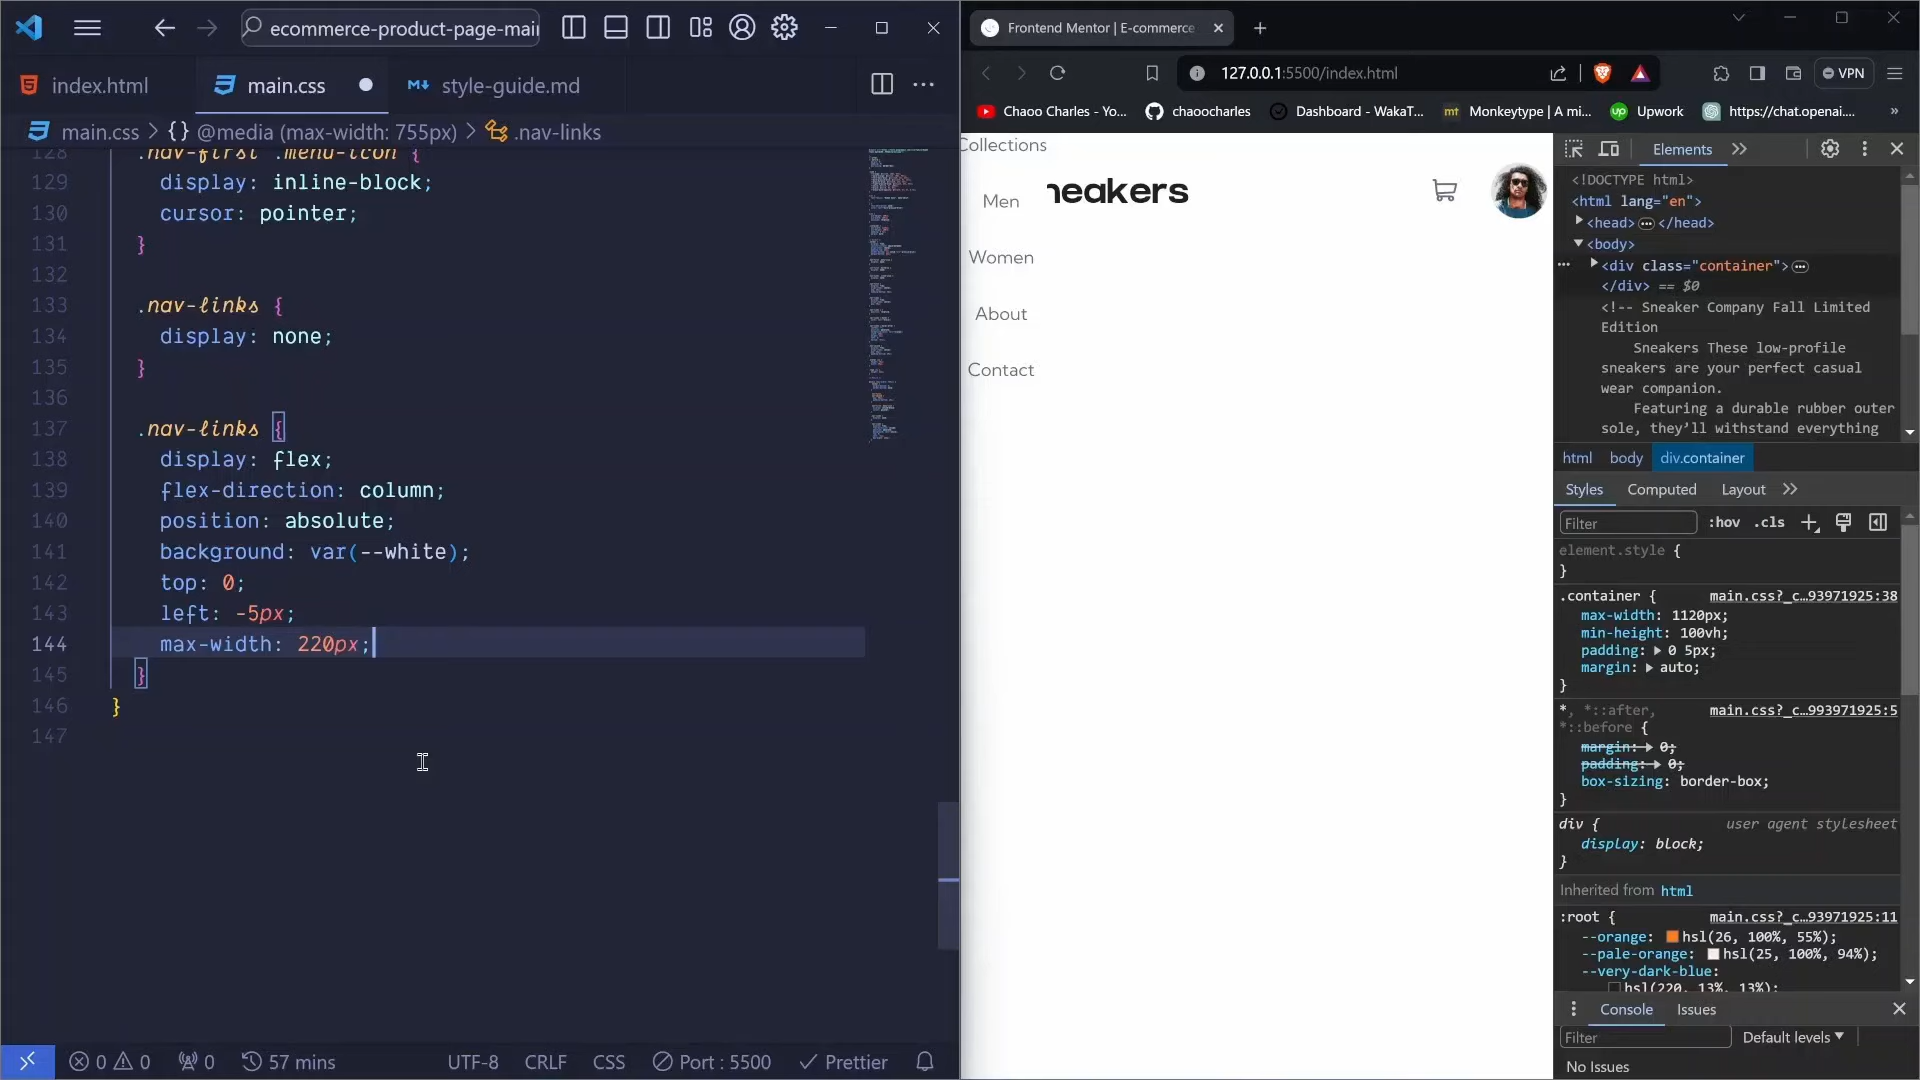 ecommerce-product-page-mai
index.html
main.css
style-guide.md
main.css > {} @media (max-width: 755px) > .nav-links
128 .nav-first .menu-icon {
129 display: inline-block;
130 cursor: pointer;
131 }
132
133 .nav-links {
134 display: none;
135 }
136
137 .nav-links {
138 display: flex;
139 flex-direction: column;
140 position: absolute;
141 background: var(--white);
142 top: 0;
143 left: -5px;
144 max-width: 220px;
145 }
146 }
147
0 0 0 57 mins UTF-8 CRLF CSS Port : 5500 Prettier
Frontend Mentor | E-commerce
127.0.0.1:5500/index.html
VPN
Chaoo Charles - Yo...
chaoocharles
Dashboard - WakaT...
mt Monkeytype | A mi...
up Upwork
https://chat.openai....
»
Collections
Men
neakers
Women
About
Contact
Elements
<!DOCTYPE html>
<html lang="en">
<head> ... </head>
<body>
... <div class="container"> ...
</div> == $0
<!-- Sneaker Company Fall Limited
Edition
Sneakers These low-profile
sneakers are your perfect casual
wear companion.
Featuring a durable rubber outer
sole, they’ll withstand everything
html body div.container
Styles Computed Layout
Filter :hov .cls
element.style {
}
.container { main.css?_c…93971925:38
max-width: 1120px;
min-height: 100vh;
padding: 0 5px;
margin: auto;
}
*, *::after, main.css?_c…993971925:5
*::before {
margin: 0;
padding: 0;
box-sizing: border-box;
}
div { user agent stylesheet
display: block;
}
Inherited from html
:root { main.css?_c…93971925:11
--orange: hsl(26, 100%, 55%);
--pale-orange: hsl(25, 100%, 94%);
--very-dark-blue:
hsl(220, 13%, 13%);
Console Issues
Filter Default levels
No Issues